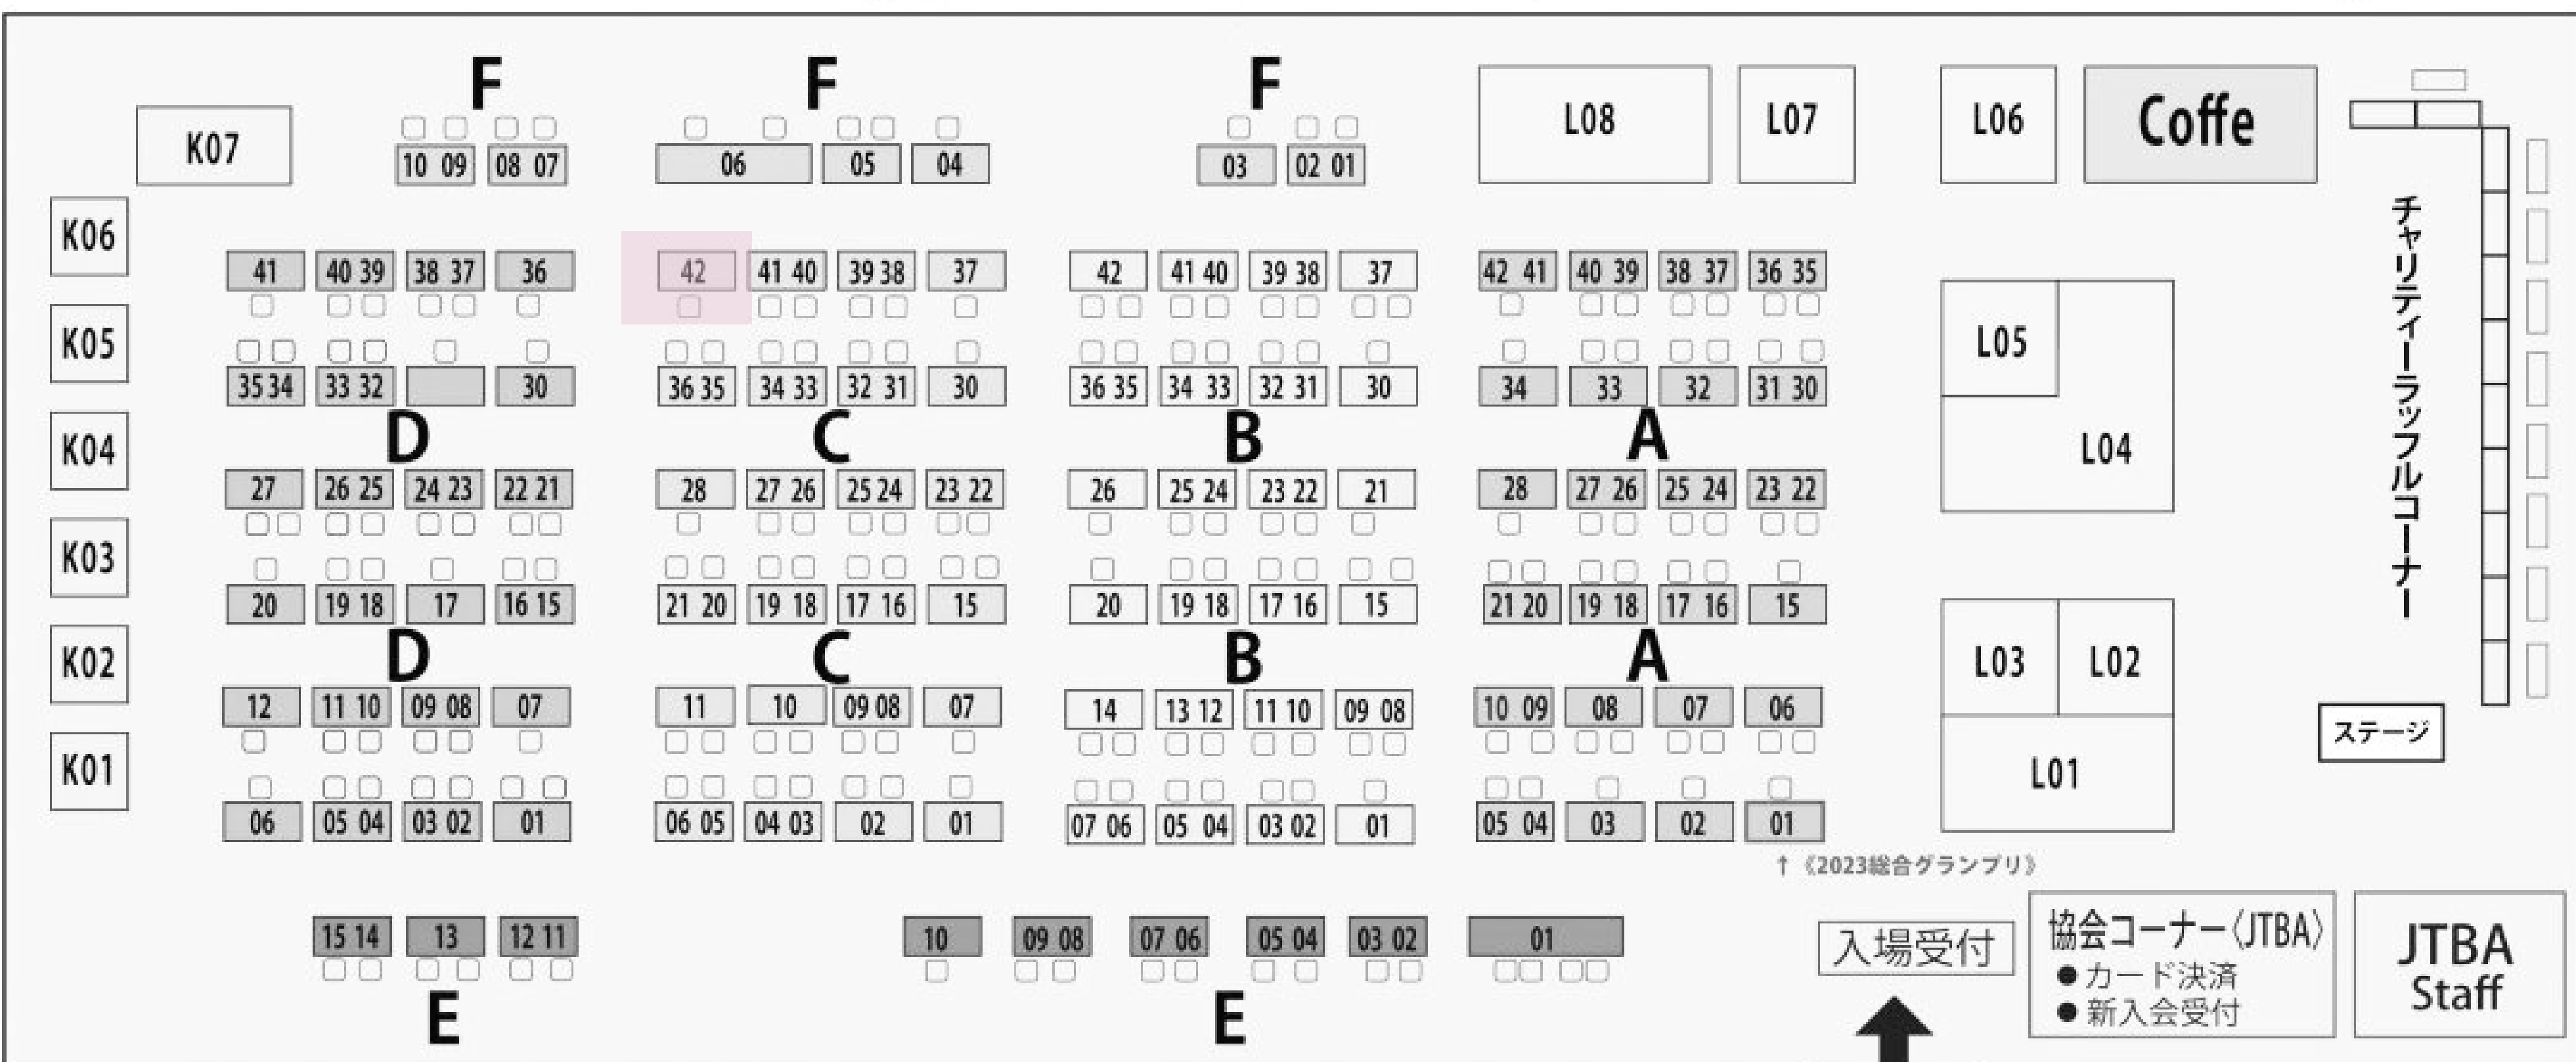 F F F
K07
10 09 08 07 06 05 04 03 02 01
L08 L07 L06 Coffe
K06
41 40 39 38 37 36 42 41 40 39 38 37 42 41 40 39 38 37 42 41 40 39 38 37 36 35
K05
35 34 33 32 30 36 35 34 33 32 31 30 36 35 34 33 32 31 30 34 33 32 31 30
L05
チャリティーラッフルコーナー
D C B A
K04
L04
27 26 25 24 23 22 21 28 27 26 25 24 23 22 26 25 24 23 22 21 28 27 26 25 24 23 22
K03
20 19 18 17 16 15 21 20 19 18 17 16 15 20 19 18 17 16 15 21 20 19 18 17 16 15
D C B A
K02
L03 L02
12 11 10 09 08 07 11 10 09 08 07 14 13 12 11 10 09 08 10 09 08 07 06
ステージ
K01
L01
06 05 04 03 02 01 06 05 04 03 02 01 07 06 05 04 03 02 01 05 04 03 02 01
↑《2023総合グランプリ》
15 14 13 12 11 10 09 08 07 06 05 04 03 02 01
E E
入場受付
協会コーナー〈JTBA〉
●カード決済
●新入会受付
JTBA
Staff